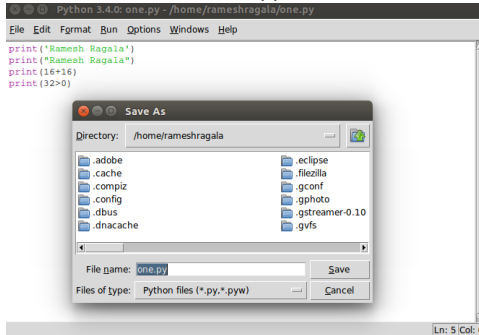 Python 3.4.0: one.py - /home/rameshragala/one.py
File Edit Format Run Options Windows Help
print('Ramesh Ragala')
print("Ramesh Ragala")
print(16+16)
print(32>0)
Save As
Directory: /home/rameshragala
.adobe .eclipse
.cache .filezilla
.compiz .gconf
.config .gphoto
.dbus .gstreamer-0.10
.dnacache .gvfs
File name: one.py Save
Files of type: Python files (*.py,*.pyw) Cancel
Ln: 5 Col: